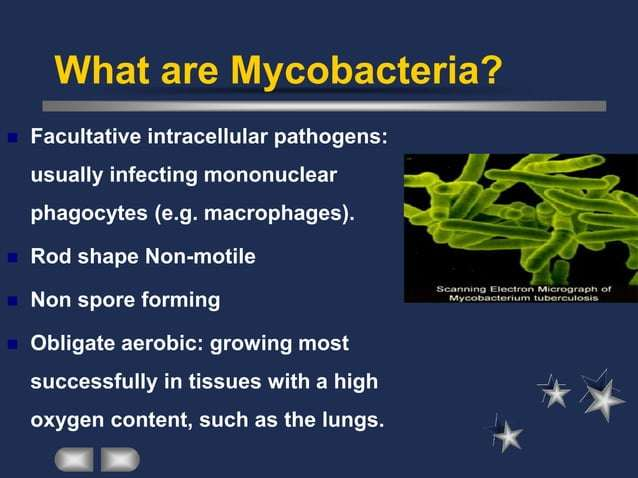 What are Mycobacteria?
Facultative intracellular pathogens:
usually infecting mononuclear
phagocytes (e.g. macrophages).
Rod shape Non-motile
Non spore forming
Obligate aerobic: growing most
successfully in tissues with a high
oxygen content, such as the lungs.
Scanning Electron Micrograph of
Mycobacterium tuberculosis